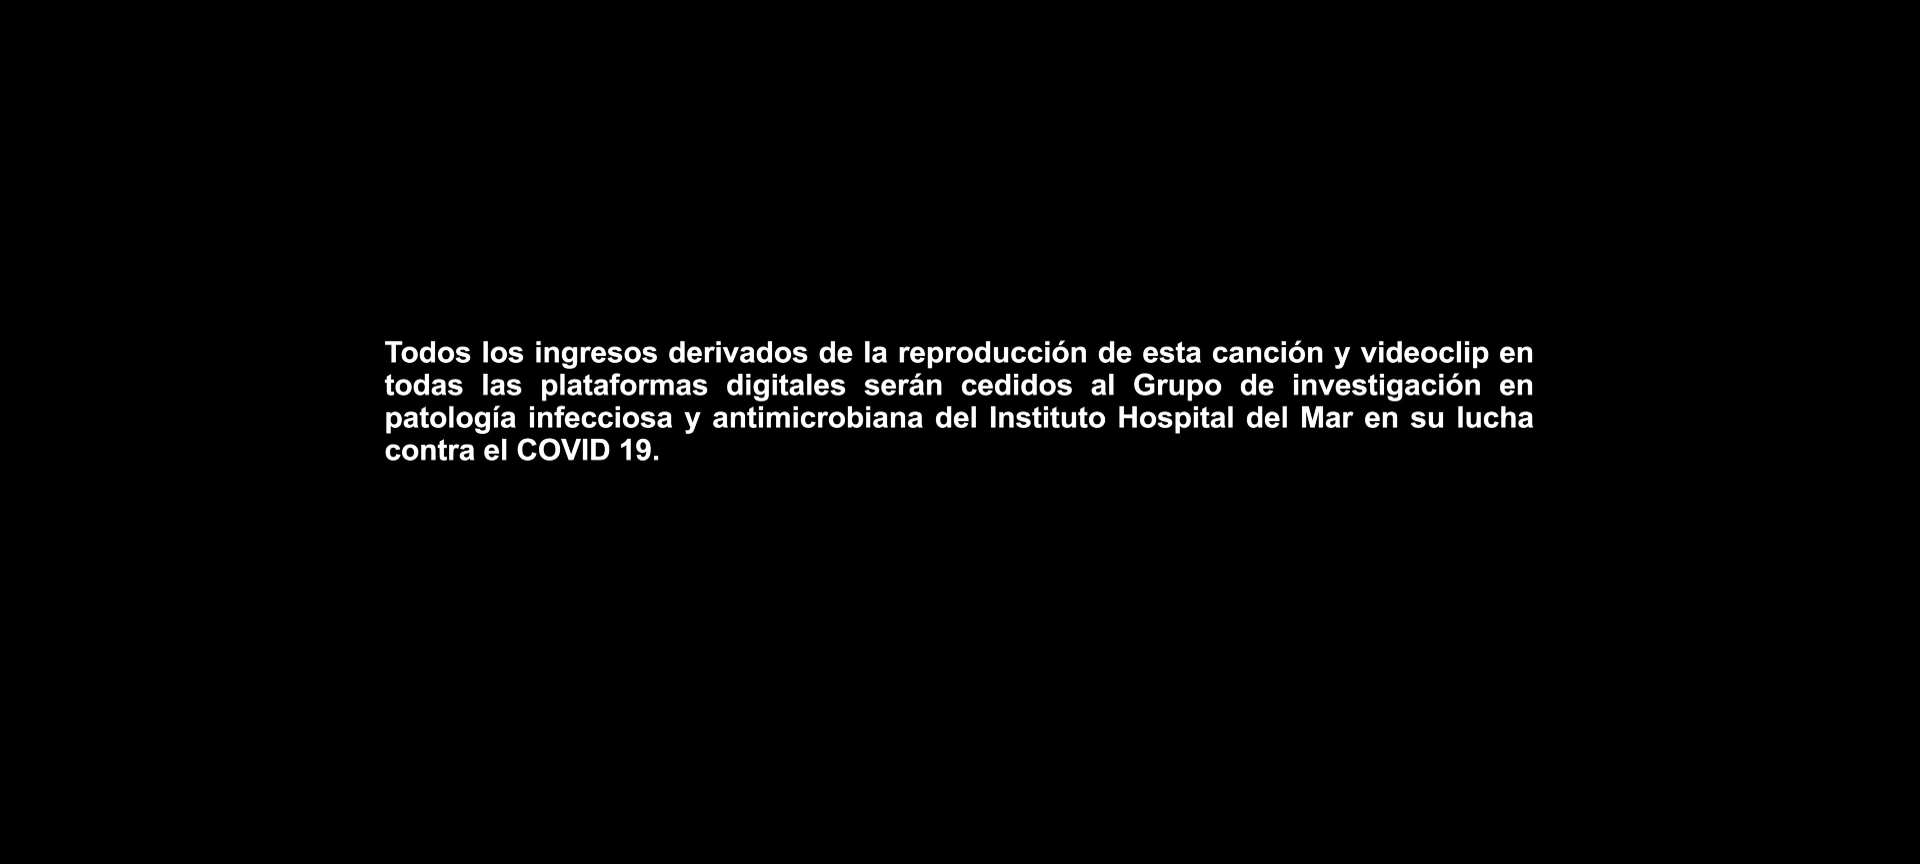 Todos los ingresos derivados de la reproducción de esta canción y videoclip en
todas las plataformas digitales serán cedidos al Grupo de investigación en
patología infecciosa y antimicrobiana del Instituto Hospital del Mar en su lucha
contra el COVID 19.